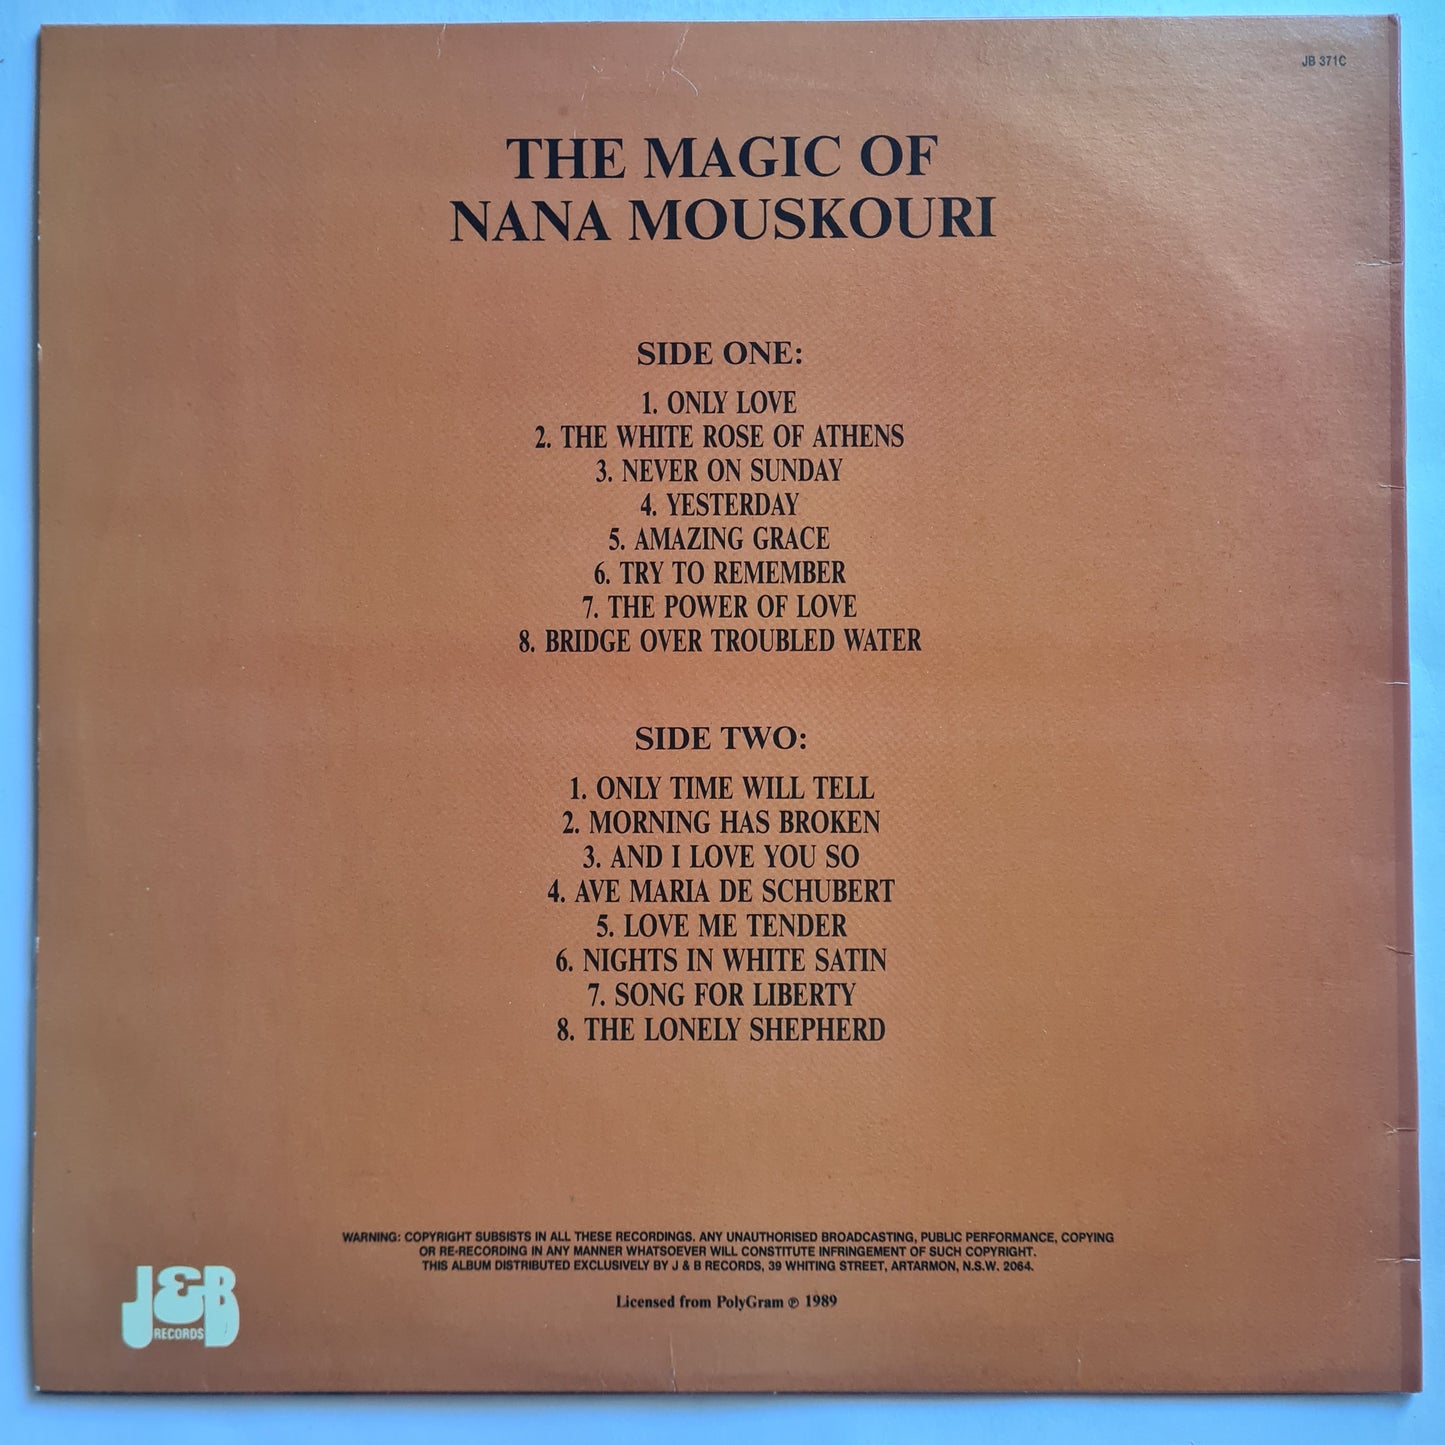 JB 371C
THE MAGIC OF
NANA MOUSKOURI
SIDE ONE:
1. ONLY LOVE
2. THE WHITE ROSE OF ATHENS
3. NEVER ON SUNDAY
4. YESTERDAY
5. AMAZING GRACE
6. TRY TO REMEMBER
7. THE POWER OF LOVE
8. BRIDGE OVER TROUBLED WATER
SIDE TWO:
1. ONLY TIME WILL TELL
2. MORNING HAS BROKEN
3. AND I LOVE YOU SO
4. AVE MARIA DE SCHUBERT
5. LOVE ME TENDER
6. NIGHTS IN WHITE SATIN
7. SONG FOR LIBERTY
8. THE LONELY SHEPHERD
WARNING: COPYRIGHT SUBSISTS IN ALL THESE RECORDINGS. ANY UNAUTHORISED BROADCASTING, PUBLIC PERFORMANCE, COPYING
OR RE-RECORDING IN ANY MANNER WHATSOEVER WILL CONSTITUTE INFRINGEMENT OF SUCH COPYRIGHT.
THIS ALBUM DISTRIBUTED EXCLUSIVELY BY J & B RECORDS, 39 WHITING STREET, ARTARMON, N.S.W. 2064.
Licensed from PolyGram ℗ 1989
J&B
RECORDS